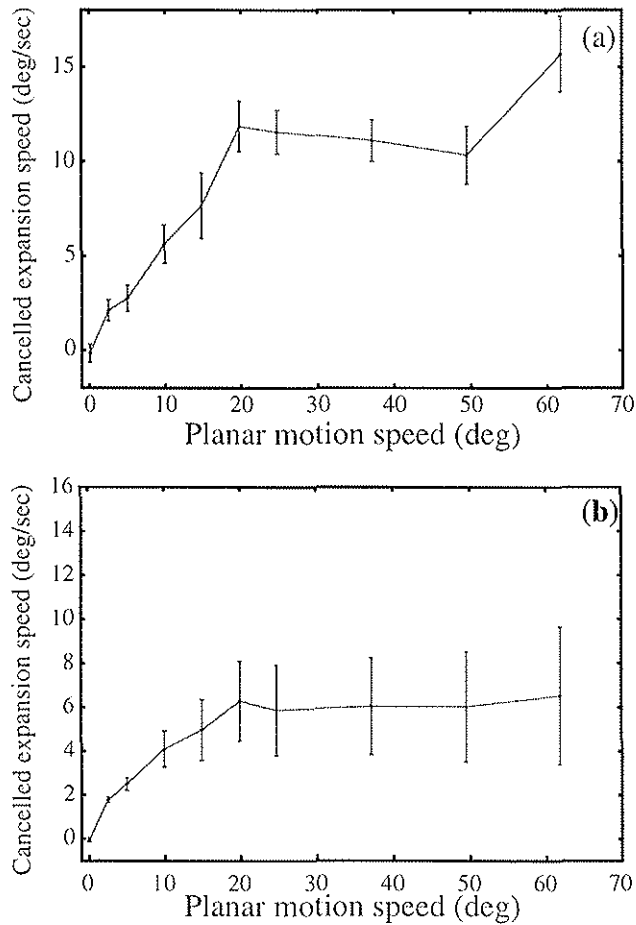 (a)
Cancelled expansion speed (deg/sec)
15
10
5
0
0 10 20 30 40 50 60 70
Planar motion speed (deg)
(b)
Cancelled expansion speed (deg/sec)
16
14
12
10
8
6
4
2
0
0 10 20 30 40 50 60 70
Planar motion speed (deg)